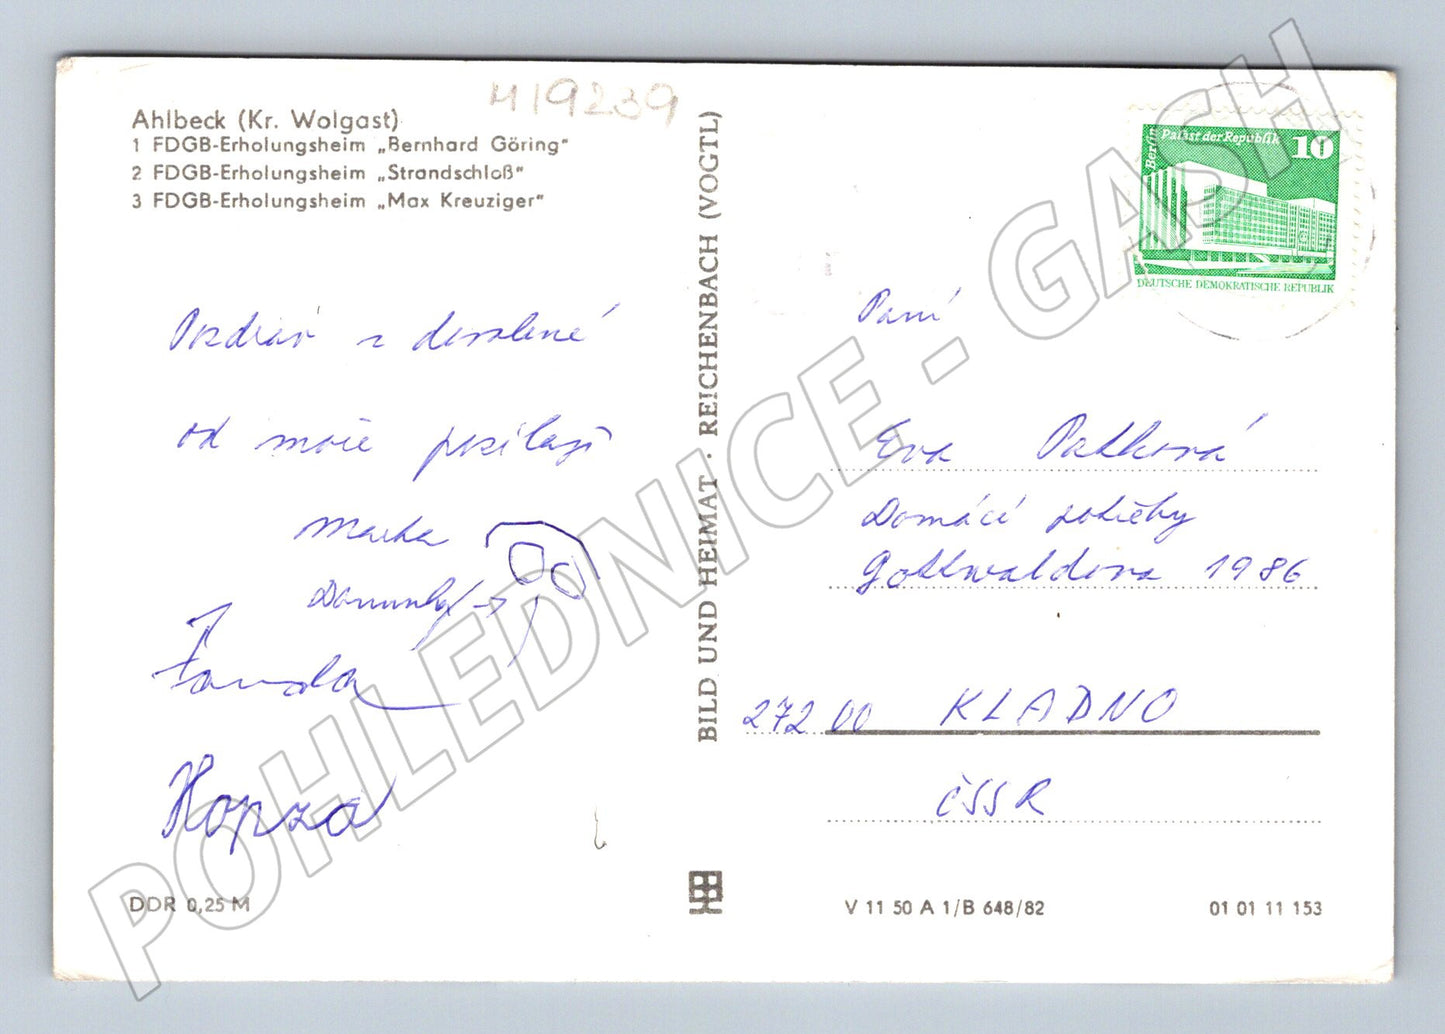 Ahlbeck (Kr. Wolgast)
1 FDGB-Erholungsheim „Bernhard Göring“
2 FDGB-Erholungsheim „Strandschloß“
3 FDGB-Erholungsheim „Max Kreuziger“
419239
Pozdrav z dovolené
od moře posílají
Marka
→
Honza
DDR 0,25 M
BILD UND HEIMAT · REICHENBACH (VOGTL)
Berlin Palast der Republik 10
DEUTSCHE DEMOKRATISCHE REPUBLIK
Paní
Eva Patková
Domácí potřeby
Gottwaldova 1986
272 00 KLADNO
ČSSR
V 11 50 A 1/B 648/82
01 01 11 153
POHLEDNICE - GASH